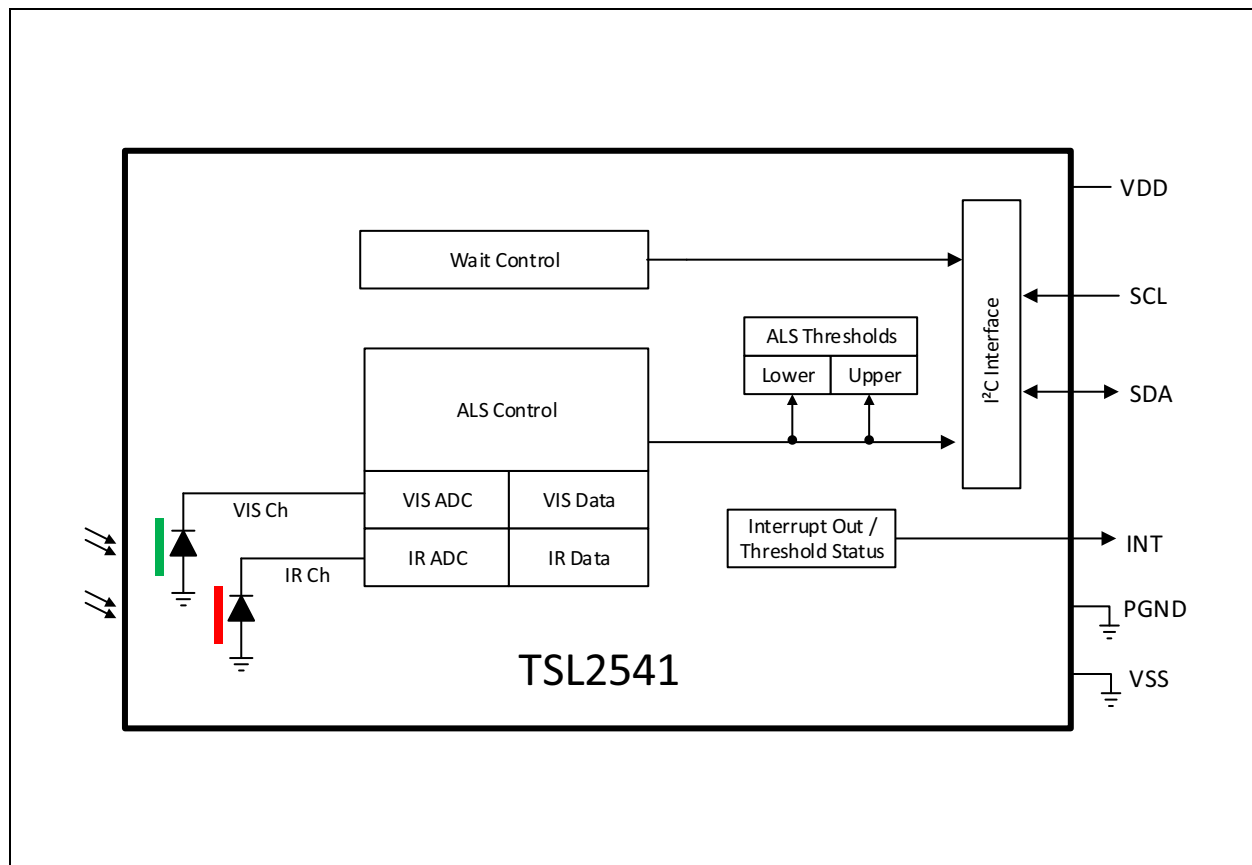 VDD
Wait Control
SCL
I²C Interface
ALS Thresholds
Lower
Upper
SDA
ALS Control
VIS ADC
VIS Data
VIS Ch
Interrupt Out /
Threshold Status
INT
IR ADC
IR Data
IR Ch
PGND
TSL2541
VSS